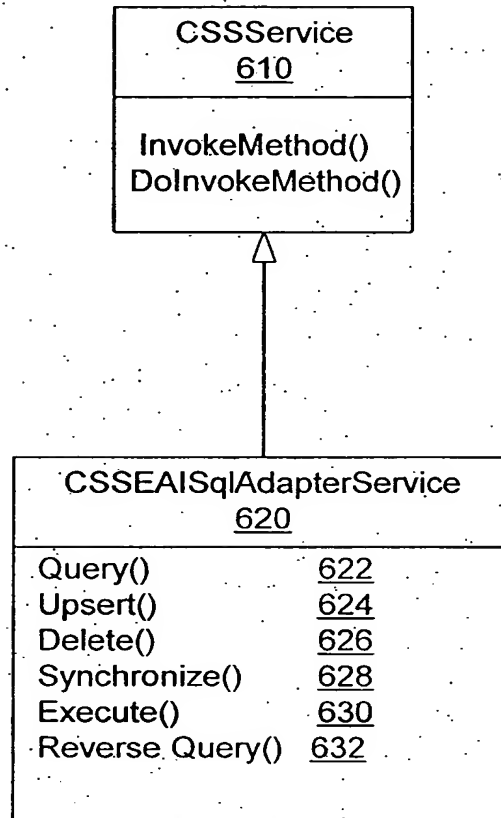 CSSService
610
InvokeMethod()
DoInvokeMethod()
CSSEAISqlAdapterService
620
Query() 622
Upsert() 624
Delete() 626
Synchronize() 628
Execute() 630
Reverse Query() 632